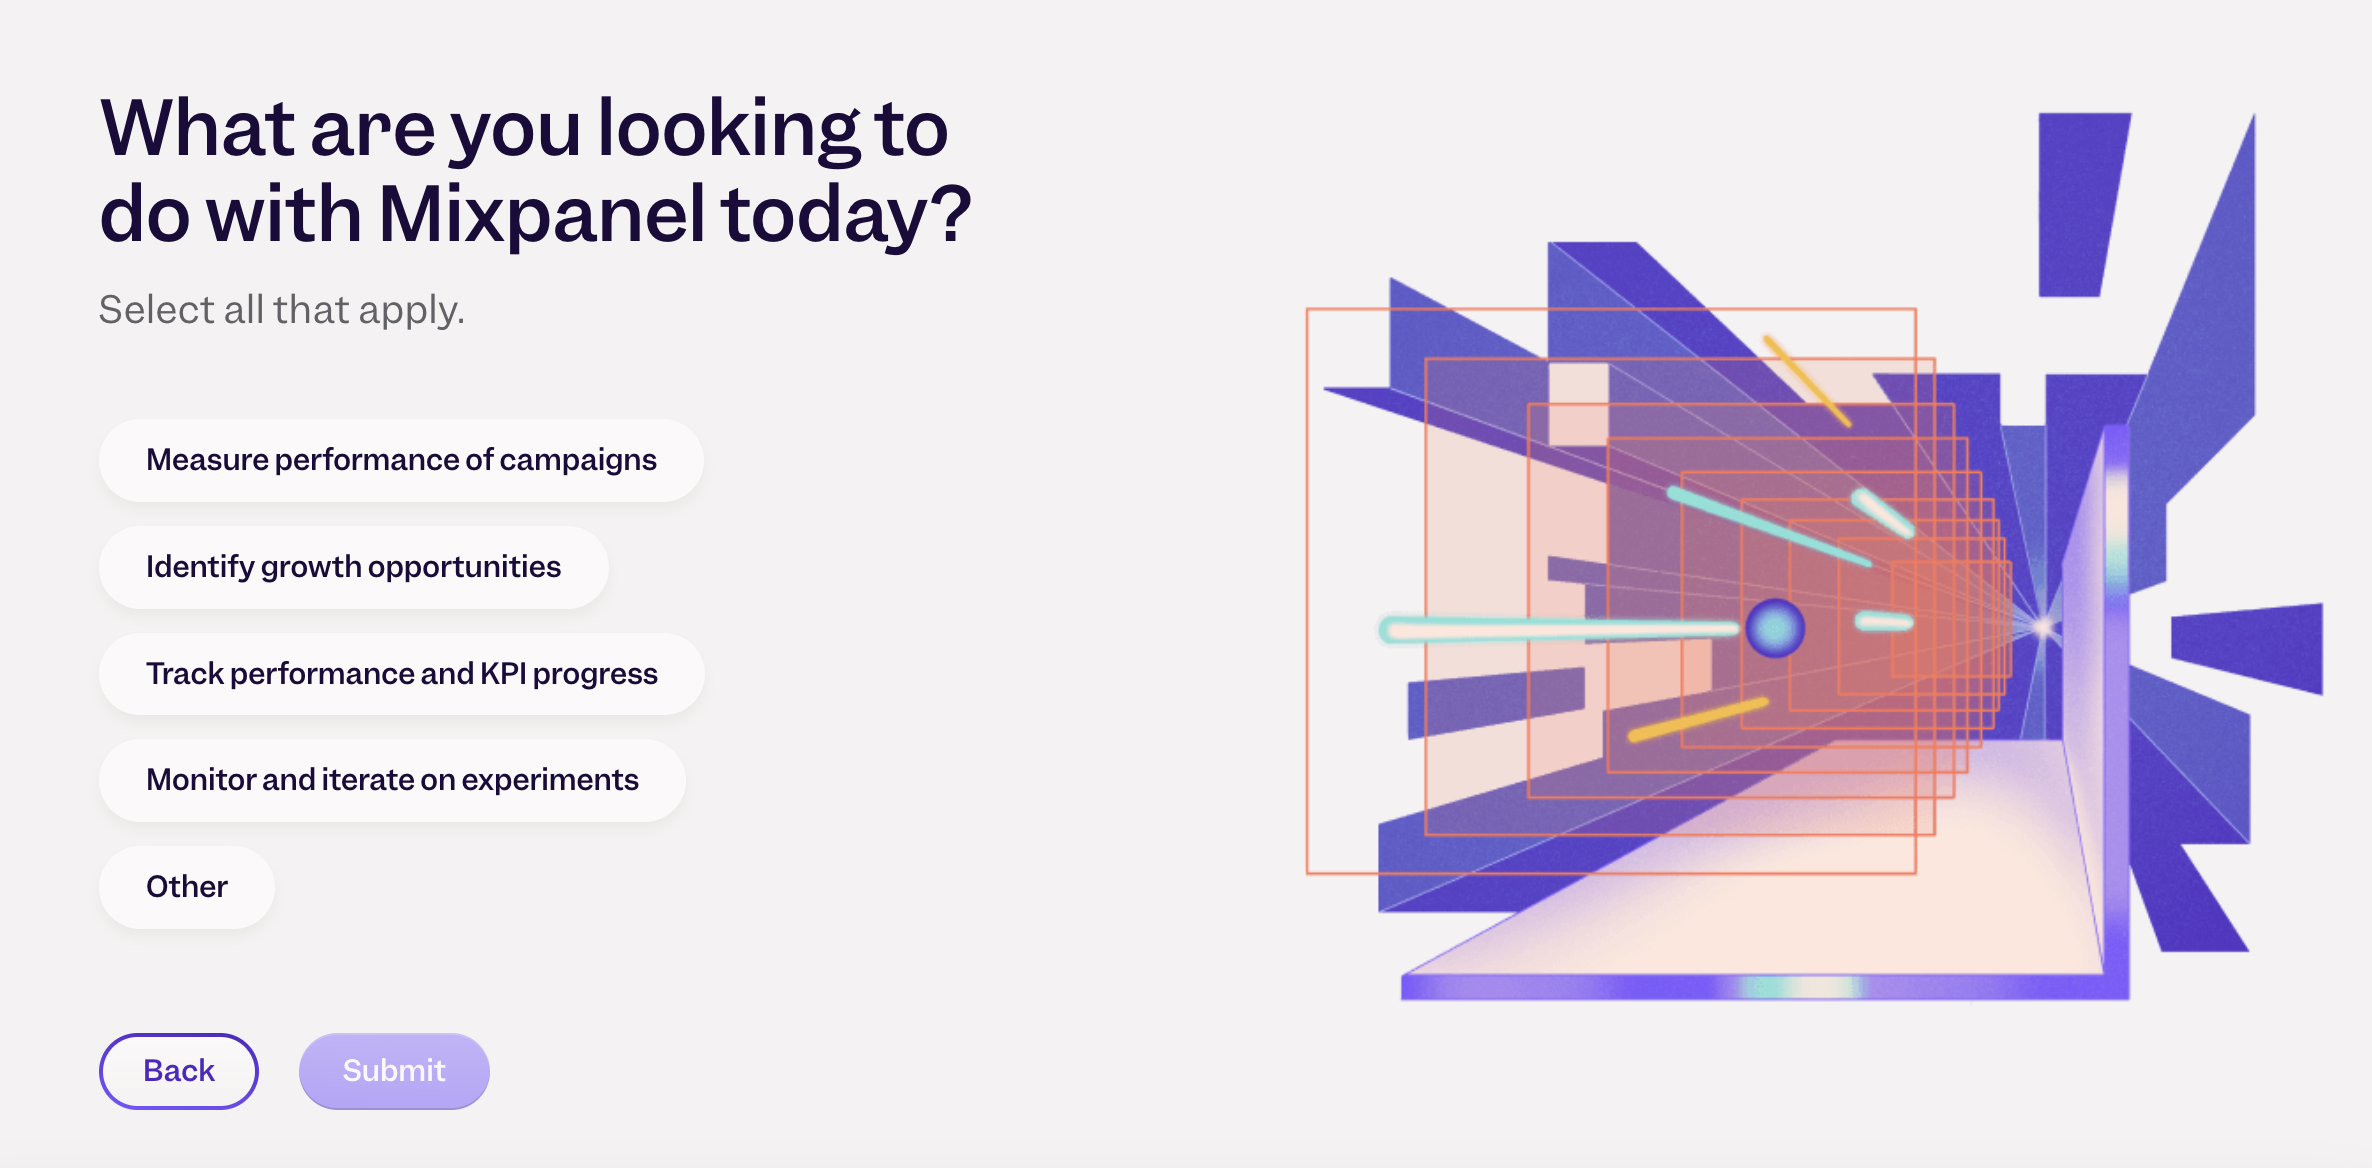 What are you looking to
do with Mixpanel today?
Select all that apply.
Measure performance of campaigns
Identify growth opportunities
Track performance and KPI progress
Monitor and iterate on experiments
Other
Back
Submit